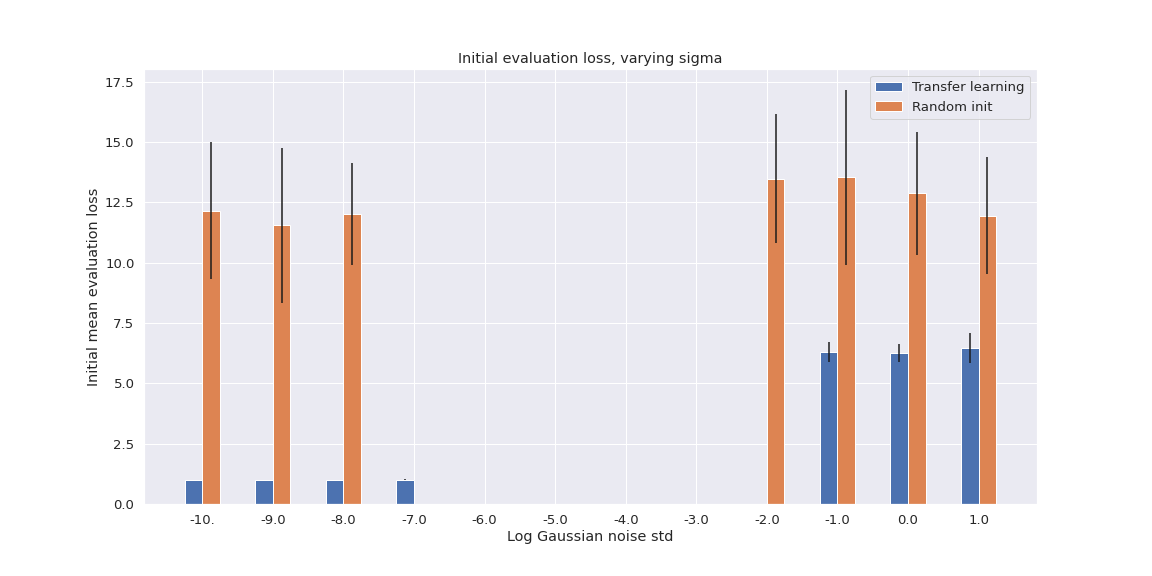 Initial evaluation loss, varying sigma
Transfer learning
Random init
Initial mean evaluation loss
17.5
15.0
12.5
10.0
7.5
5.0
2.5
0.0
-10. -9.0 -8.0 -7.0 -6.0 -5.0 -4.0 -3.0 -2.0 -1.0 0.0 1.0
Log Gaussian noise std